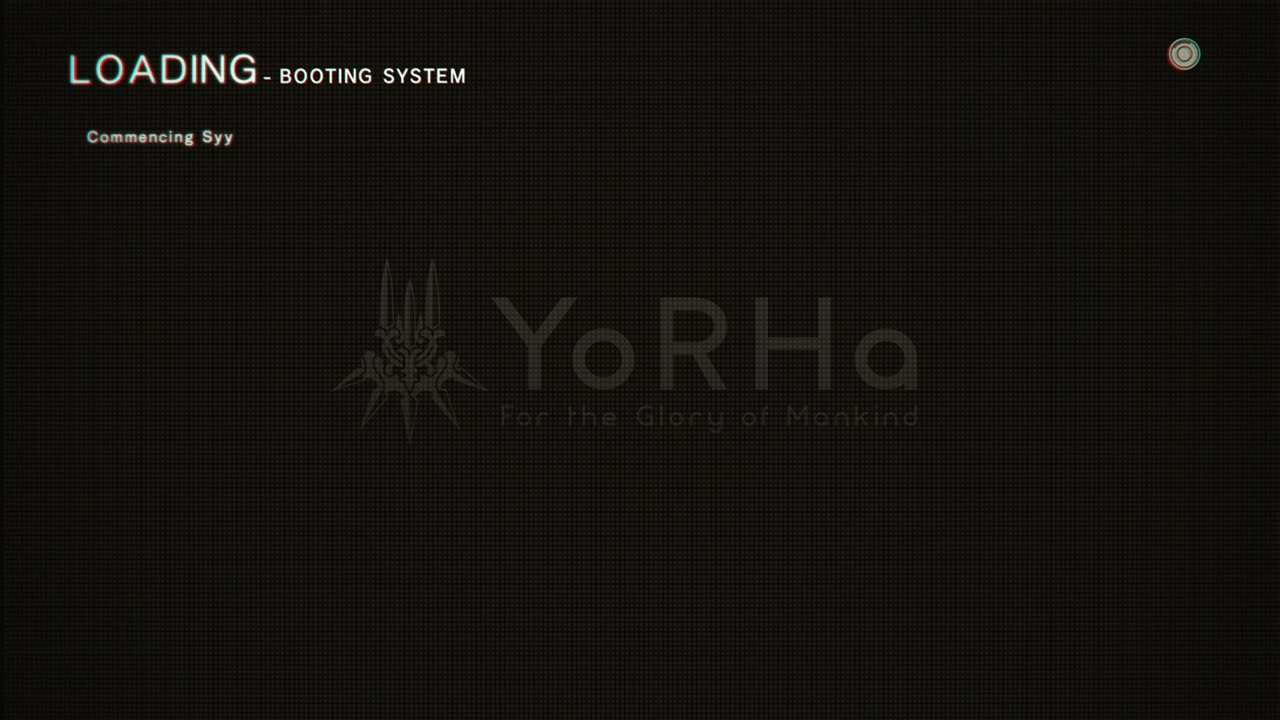 LOADING - BOOTING SYSTEM
Commencing Syy
YoRHa
For the Glory of Mankind